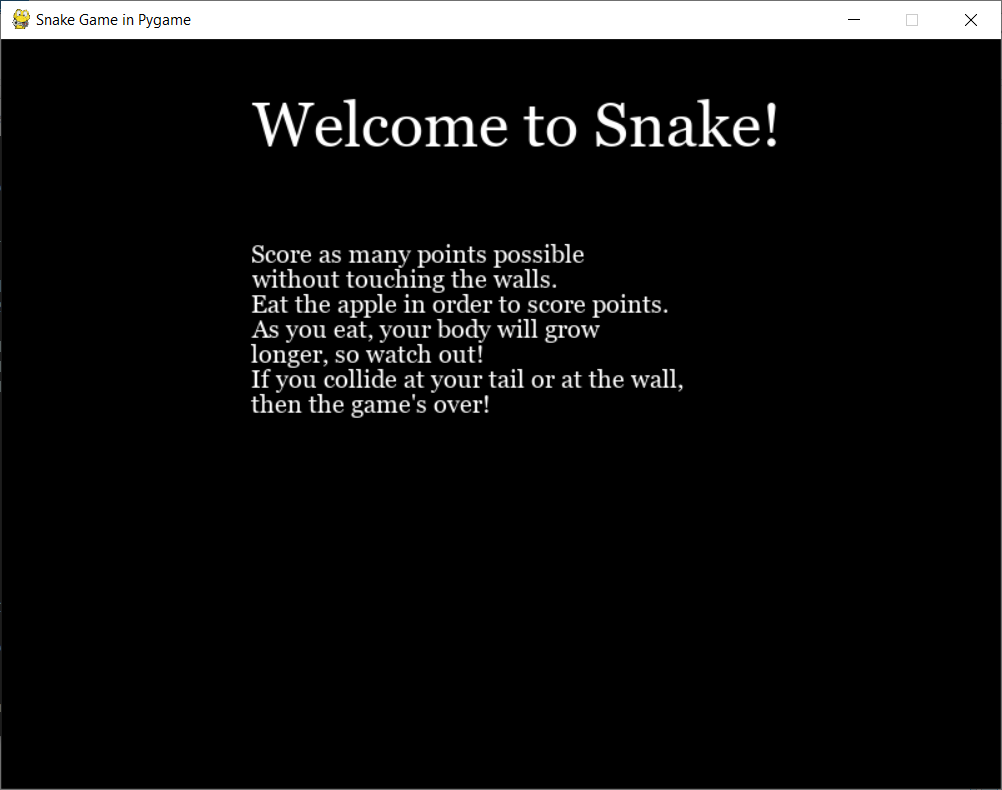 Snake Game in Pygame
Welcome to Snake!
Score as many points possible
without touching the walls.
Eat the apple in order to score points.
As you eat, your body will grow
longer, so watch out!
If you collide at your tail or at the wall,
then the game's over!